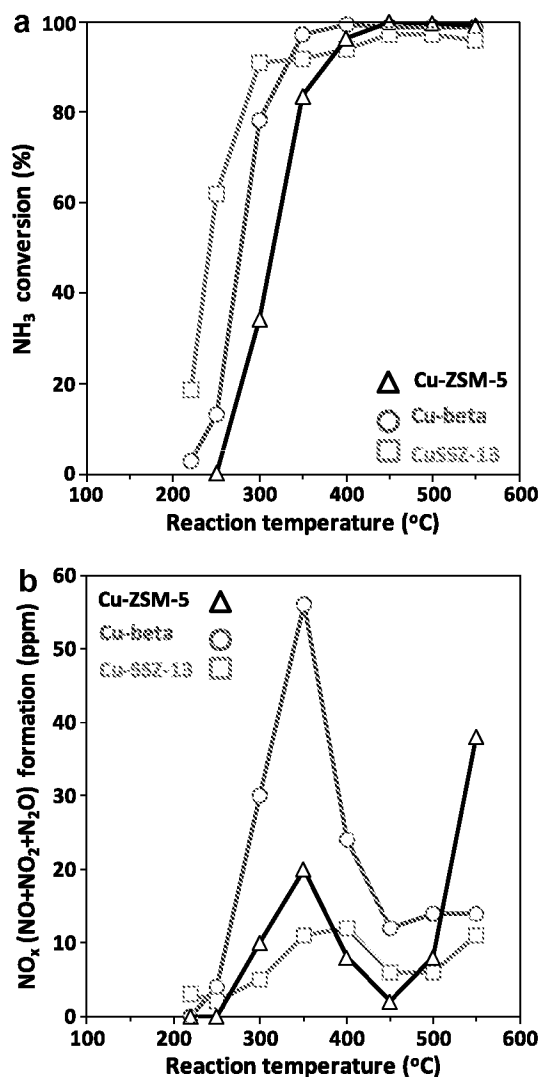 a
100
80
60
40
20
0
NH₃ conversion (%)
Cu-ZSM-5
Cu-beta
CuSSZ-13
100 200 300 400 500 600
Reaction temperature (°C)
b
60
50
40
30
20
10
0
NOₓ (NO+NO₂+N₂O) formation (ppm)
Cu-ZSM-5
Cu-beta
Cu-SSZ-13
100 200 300 400 500 600
Reaction temperature (°C)